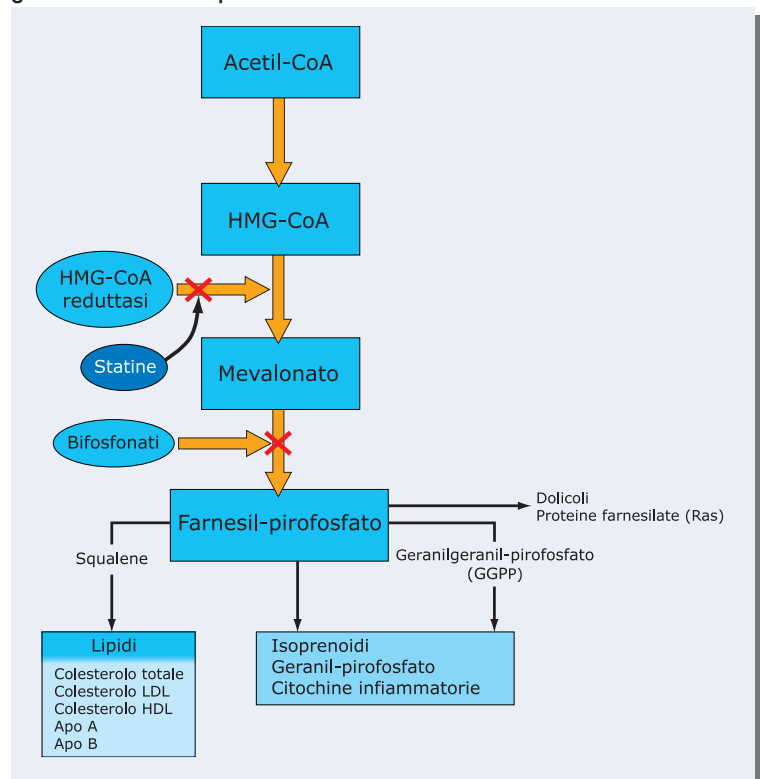 Acetil-CoA
HMG-CoA
HMG-CoA
reduttasi
Statine
Mevalonato
Bifosfonati
Farnesil-pirofosfato
Dolicoli
Proteine farnesilate (Ras)
Squalene
Geranilgeranil-pirofosfato
(GGPP)
Lipidi
Colesterolo totale
Colesterolo LDL
Colesterolo HDL
Apo A
Apo B
Isoprenoidi
Geranil-pirofosfato
Citochine infiammatorie